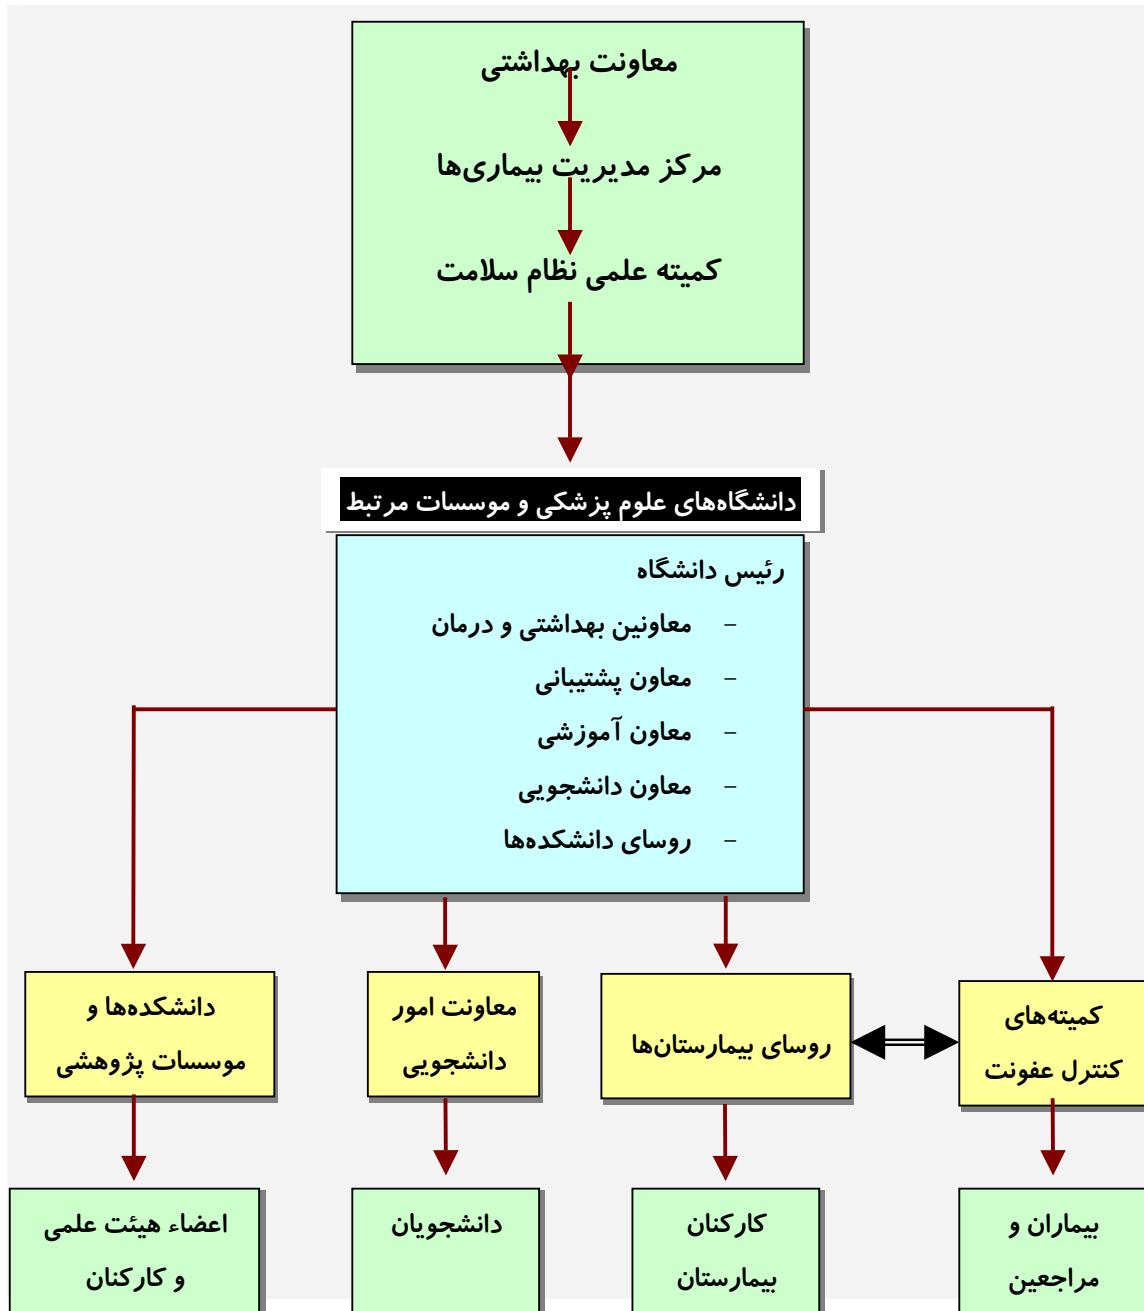 معاونت بهداشتی
مرکز مدیریت بیماری‌ها
کمیته علمی نظام سلامت
دانشگاه‌های علوم پزشکی و موسسات مرتبط
رئیس دانشگاه
– معاونین بهداشتی و درمان
– معاون پشتیبانی
– معاون آموزشی
– معاون دانشجویی
– روسای دانشکده‌ها
کمیته‌های
کنترل عفونت
روسای بیمارستان‌ها
معاونت امور
دانشجویی
دانشکده‌ها و
موسسات پژوهشی
بیماران و
مراجعین
کارکنان
بیمارستان
دانشجویان
اعضاء هیئت علمی
و کارکنان